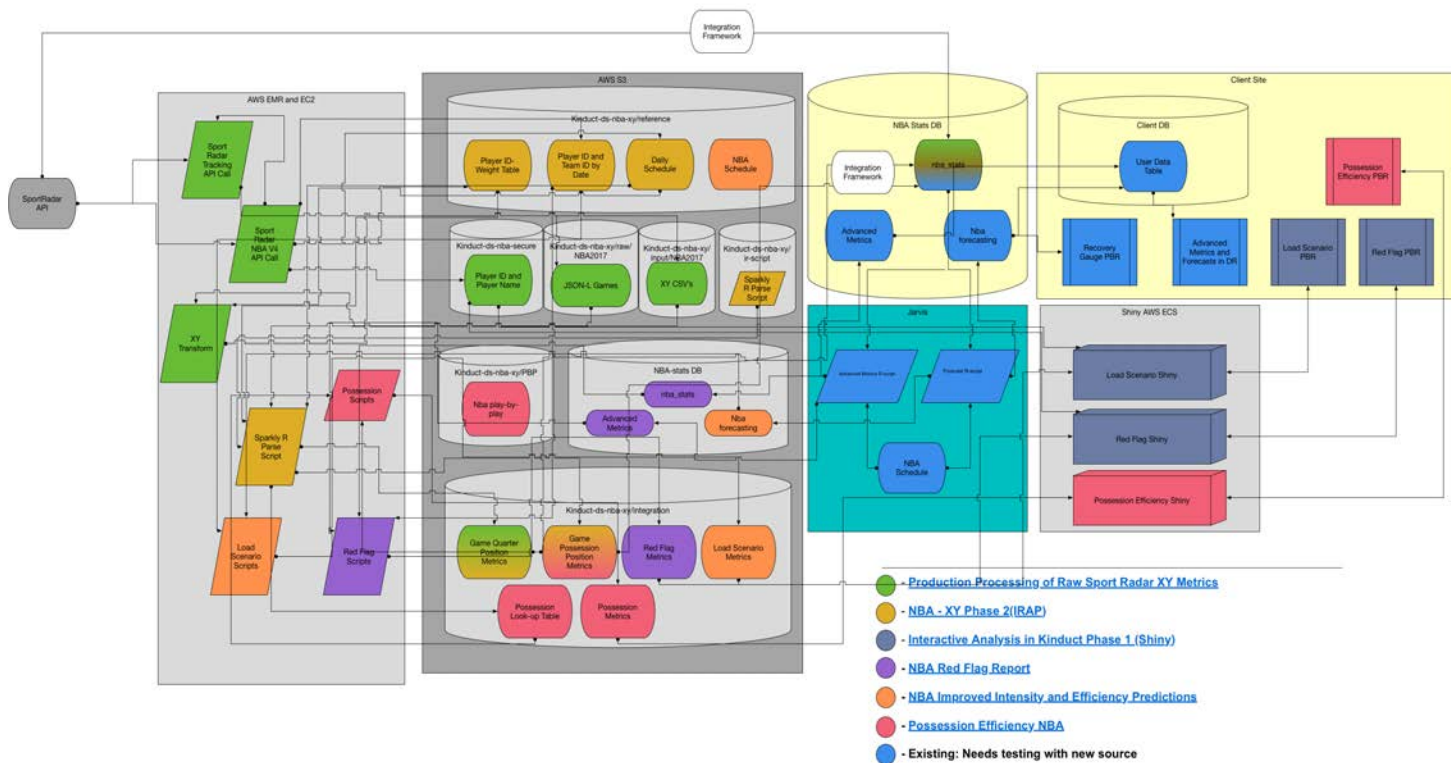 Integration
Framework
AWS EMR and EC2
Sport
Radar
Tracking
API Call
SportRadar
API
Sport
Radar
NBA V4
API Call
XY
Transform
Possession
Scripts
Sparkly R
Parse
Script
Load
Scenario
Scripts
Red Flag
Scripts
AWS S3
Kinduct-ds-nba-xy/reference
Player ID-
Weight Table
Player ID and
Team ID by
Date
Daily
Schedule
NBA
Schedule
Kinduct-ds-nba-secure
Player ID and
Player Name
Kinduct-ds-nba-xy/raw/
NBA2017
JSON-L Games
Kinduct-ds-nba-xy/
input/NBA2017
XY CSV's
Kinduct-ds-nba-xy/
ir-script
Sparkly
R Parse
Script
Kinduct-ds-nba-xy/PBP
Nba play-by-
play
NBA-stats DB
nba_stats
Advanced
Metrics
Nba
forecasting
Kinduct-ds-nba-xy/integration
Game Quarter
Position
Metrics
Game
Possession
Position
Metrics
Red Flag
Metrics
Load Scenario
Metrics
Possession
Look-up Table
Possession
Metrics
NBA Stats DB
Integration
Framework
nba_stats
Advanced
Metrics
Nba
forecasting
Jarvis
Advanced Metrics Process
NBA
Schedule
Client Site
Client DB
User Data
Table
Possession
Efficiency PBR
Recovery
Gauge PBR
Advanced
Metrics and
Forecasts in DR
Load Scenario
PBR
Red Flag PBR
Shiny AWS ECS
Load Scenario Shiny
Red Flag Shiny
Possession Efficiency Shiny
- Production Processing of Raw Sport Radar XY Metrics
- NBA - XY Phase 2(IRAP)
- Interactive Analysis in Kinduct Phase 1 (Shiny)
- NBA Red Flag Report
- NBA Improved Intensity and Efficiency Predictions
- Possession Efficiency NBA
- Existing: Needs testing with new source